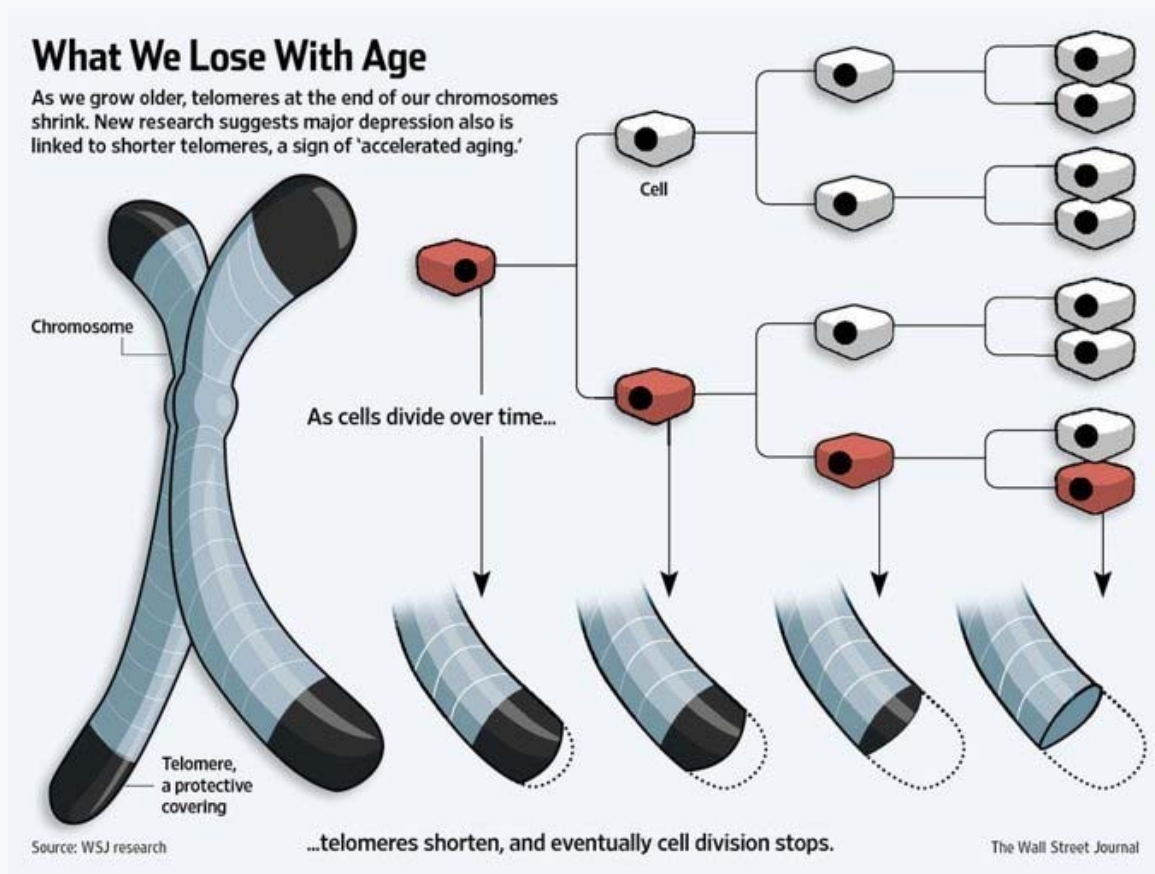 What We Lose With Age
As we grow older, telomeres at the end of our chromosomes
shrink. New research suggests major depression also is
linked to shorter telomeres, a sign of ‘accelerated aging.’
Cell
Chromosome
As cells divide over time...
Telomere,
a protective
covering
...telomeres shorten, and eventually cell division stops.
Source: WSJ research
The Wall Street Journal